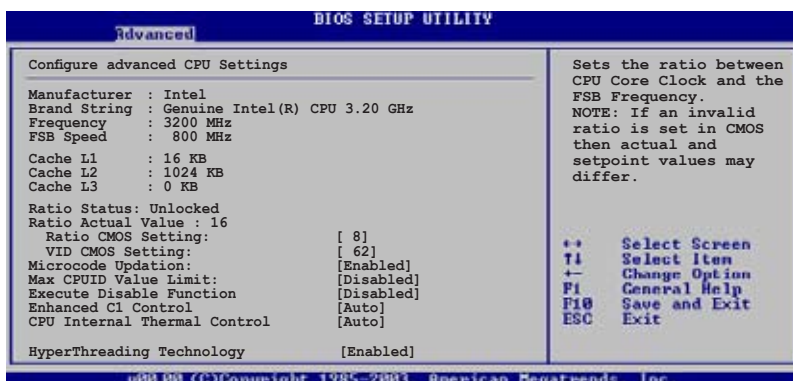 BIOS SETUP UTILITY
Advanced
Configure advanced CPU Settings
Manufacturer : Intel
Brand String : Genuine Intel(R) CPU 3.20 GHz
Frequency : 3200 MHz
FSB Speed : 800 MHz
Cache L1 : 16 KB
Cache L2 : 1024 KB
Cache L3 : 0 KB
Ratio Status: Unlocked
Ratio Actual Value : 16
Ratio CMOS Setting: [ 8]
VID CMOS Setting: [ 62]
Microcode Updation: [Enabled]
Max CPUID Value Limit: [Disabled]
Execute Disable Function [Disabled]
Enhanced C1 Control [Auto]
CPU Internal Thermal Control [Auto]
HyperThreading Technology [Enabled]
Sets the ratio between
CPU Core Clock and the
FSB Frequency.
NOTE: If an invalid
ratio is set in CMOS
then actual and
setpoint values may
differ.
←→ Select Screen
↑↓ Select Item
+- Change Option
F1 General Help
F10 Save and Exit
ESC Exit
(C)Copyright 1985-2003, American Megatrends, Inc